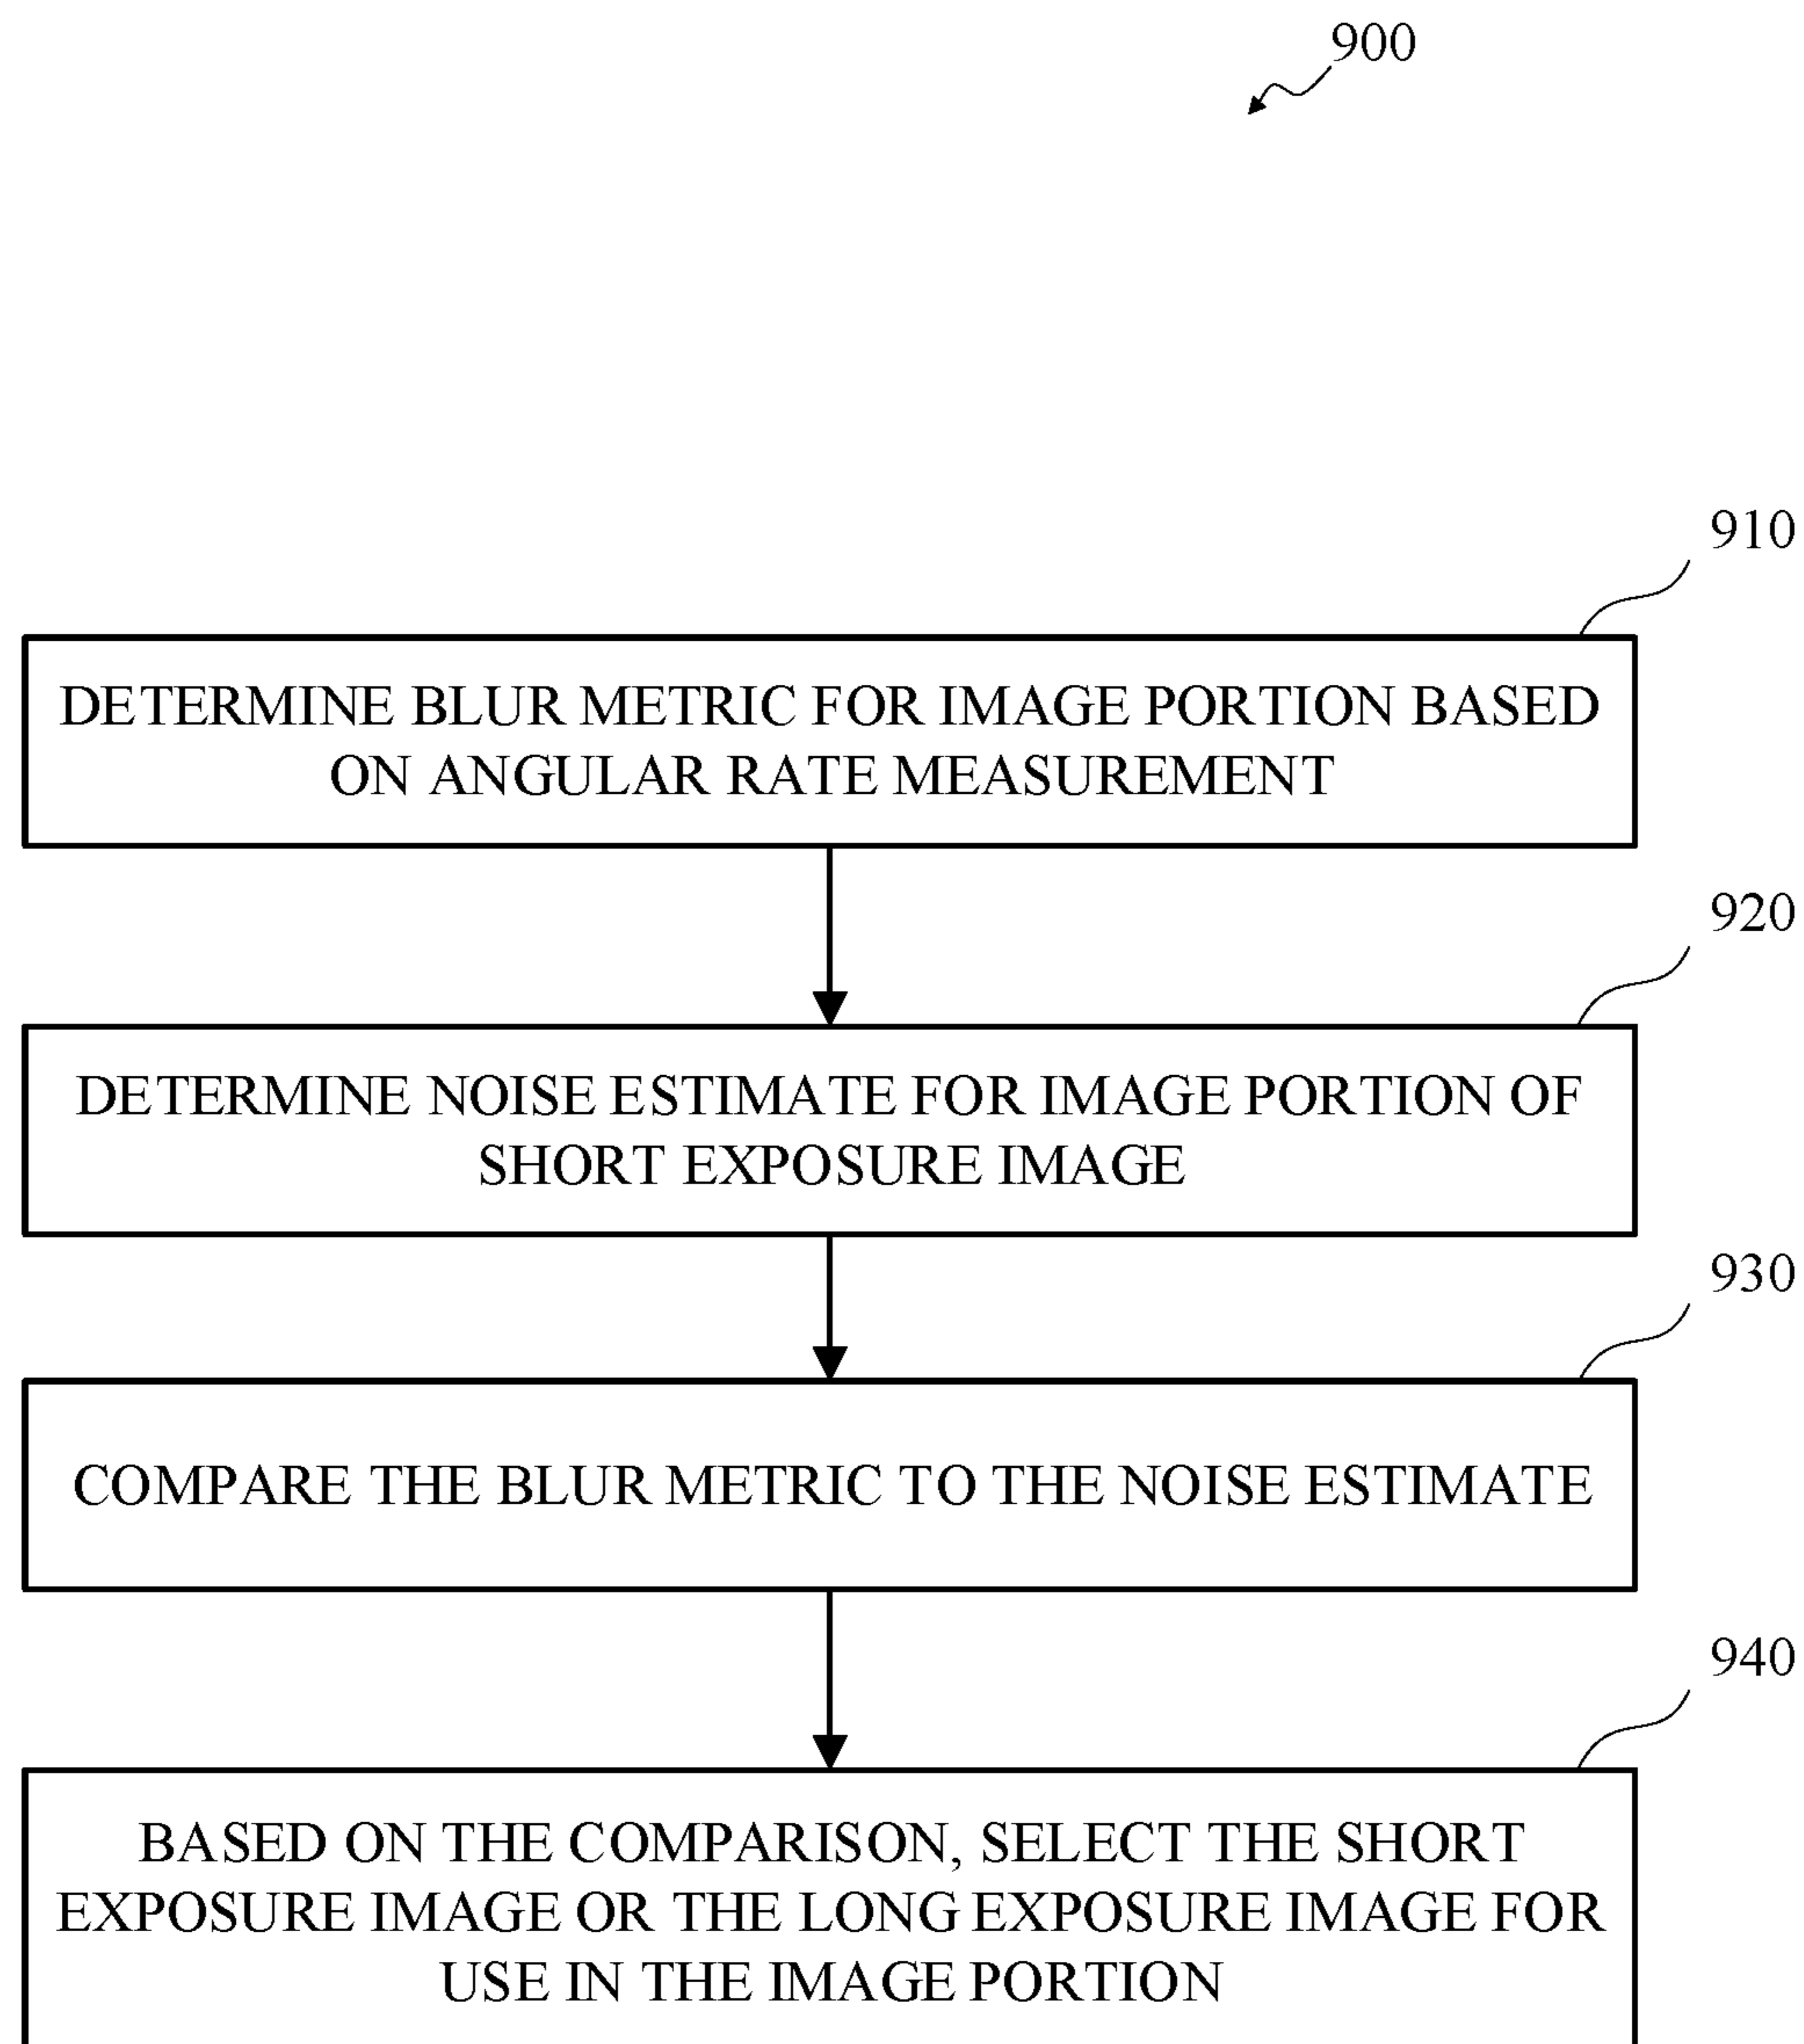 900
910
DETERMINE BLUR METRIC FOR IMAGE PORTION BASED
ON ANGULAR RATE MEASUREMENT
920
DETERMINE NOISE ESTIMATE FOR IMAGE PORTION OF
SHORT EXPOSURE IMAGE
930
COMPARE THE BLUR METRIC TO THE NOISE ESTIMATE
940
BASED ON THE COMPARISON, SELECT THE SHORT
EXPOSURE IMAGE OR THE LONG EXPOSURE IMAGE FOR
USE IN THE IMAGE PORTION